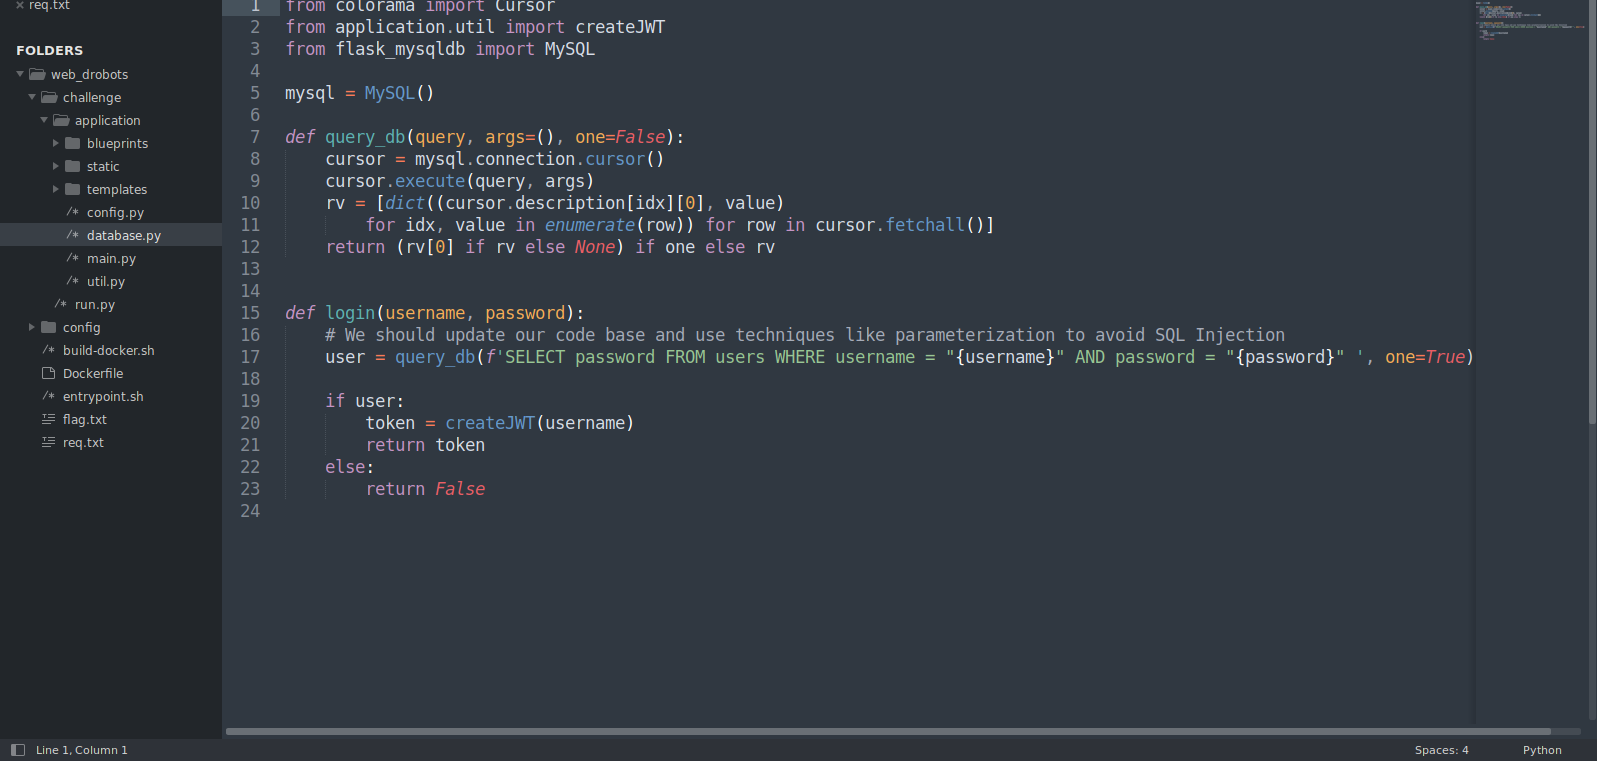 req.txt
FOLDERS
web_drobots
challenge
application
blueprints
static
templates
config.py
database.py
main.py
util.py
run.py
config
build-docker.sh
Dockerfile
entrypoint.sh
flag.txt
req.txt
1 from colorama import Cursor
2 from application.util import createJWT
3 from flask_mysqldb import MySQL
4
5 mysql = MySQL()
6
7 def query_db(query, args=(), one=False):
8     cursor = mysql.connection.cursor()
9     cursor.execute(query, args)
10     rv = [dict((cursor.description[idx][0], value)
11         for idx, value in enumerate(row)) for row in cursor.fetchall()]
12     return (rv[0] if rv else None) if one else rv
13
14
15 def login(username, password):
16     # We should update our code base and use techniques like parameterization to avoid SQL Injection
17     user = query_db(f'SELECT password FROM users WHERE username = "{username}" AND password = "{password}" ', one=True)
18
19     if user:
20         token = createJWT(username)
21         return token
22     else:
23         return False
24
Line 1, Column 1
Spaces: 4
Python